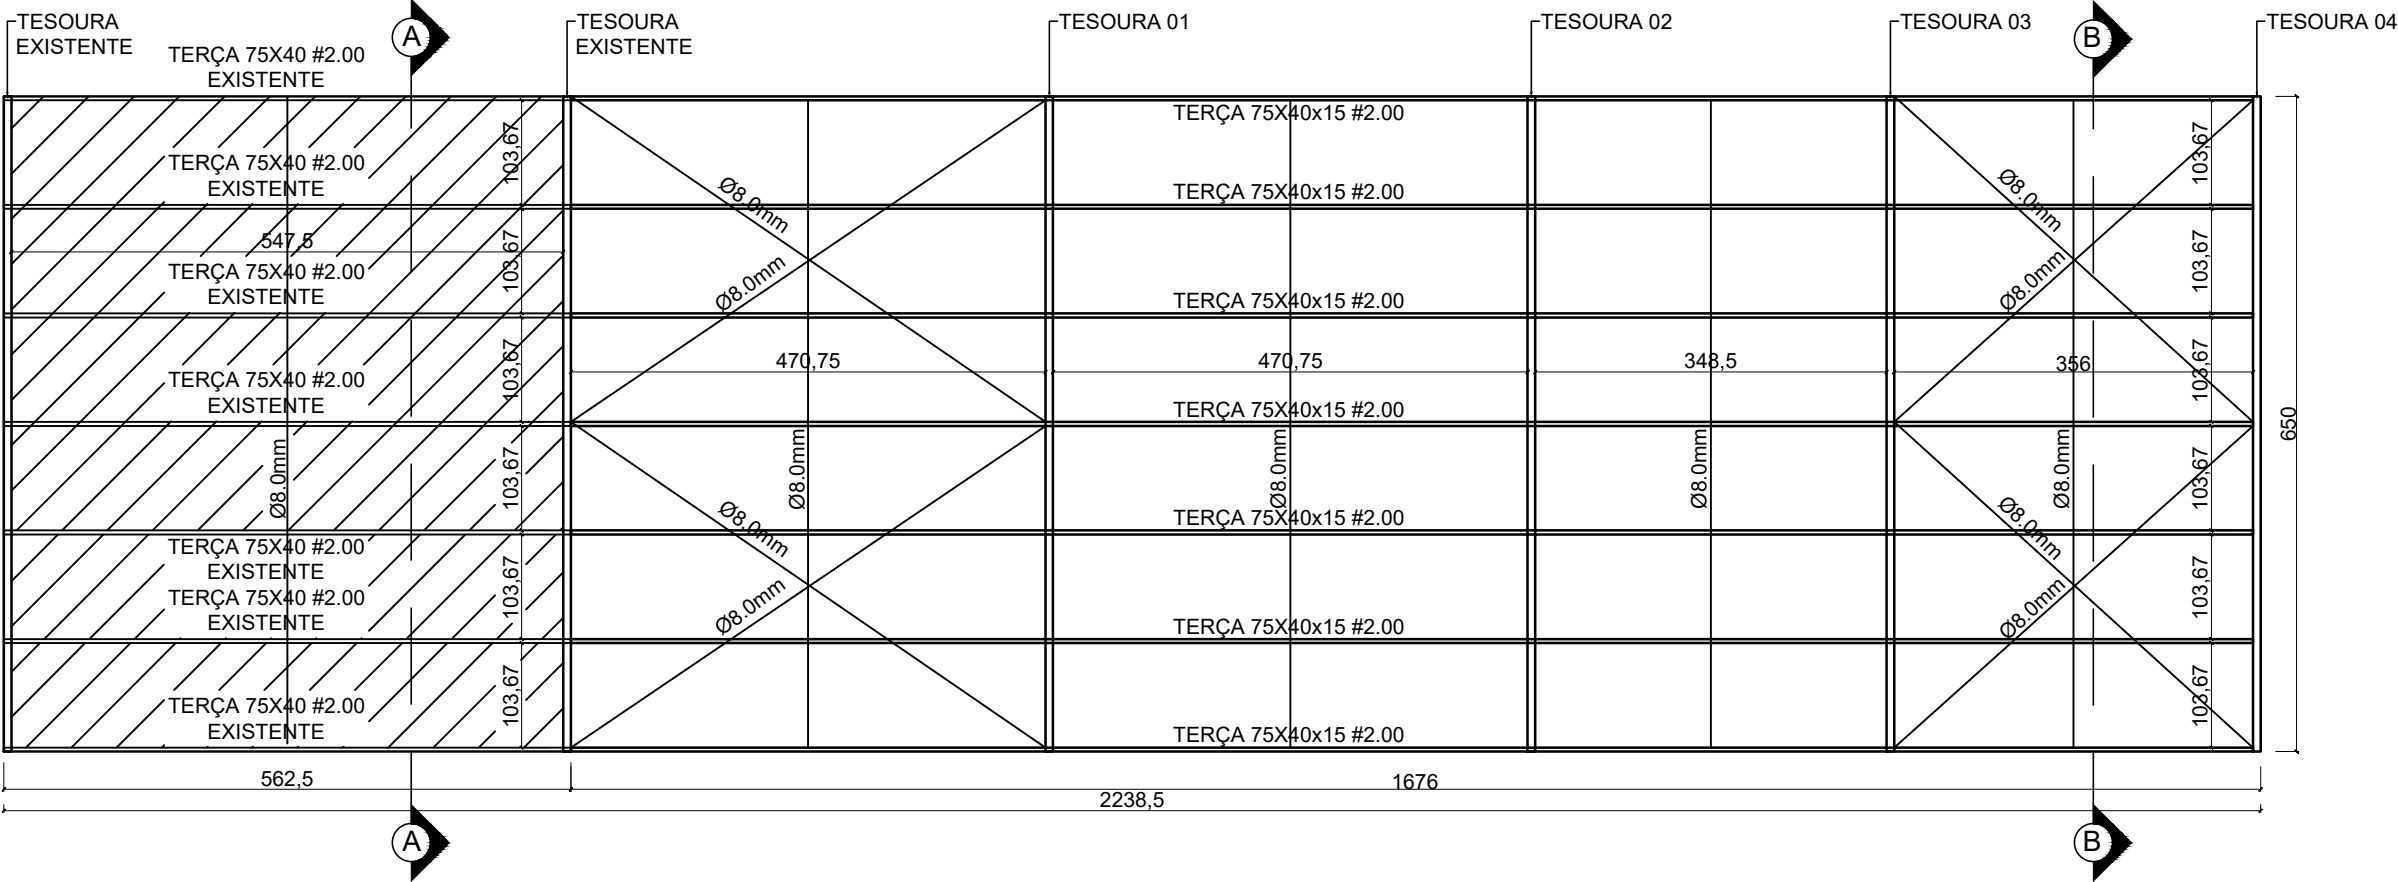 TESOURA
EXISTENTE
A
TESOURA
EXISTENTE
TESOURA 01
TESOURA 02
TESOURA 03
B
TESOURA 04
TERÇA 75X40 #2.00
EXISTENTE
TERÇA 75X40x15 #2.00
103,67
103,67
TERÇA 75X40 #2.00
EXISTENTE
Ø8.0mm
TERÇA 75X40x15 #2.00
Ø8.0mm
547,5
103,67
103,67
TERÇA 75X40 #2.00
EXISTENTE
Ø8.0mm
TERÇA 75X40x15 #2.00
Ø8.0mm
103,67
470,75
470,75
348,5
356
103,67
TERÇA 75X40 #2.00
EXISTENTE
TERÇA 75X40x15 #2.00
650
Ø8.0mm
103,67
Ø8.0mm
Ø8.0mm
Ø8.0mm
Ø8.0mm
103,67
Ø8.0mm
TERÇA 75X40x15 #2.00
Ø8.0mm
TERÇA 75X40 #2.00
EXISTENTE
103,67
103,67
TERÇA 75X40 #2.00
EXISTENTE
Ø8.0mm
TERÇA 75X40x15 #2.00
Ø8.0mm
103,67
103,67
TERÇA 75X40 #2.00
EXISTENTE
TERÇA 75X40x15 #2.00
562,5
1676
2238,5
A
B